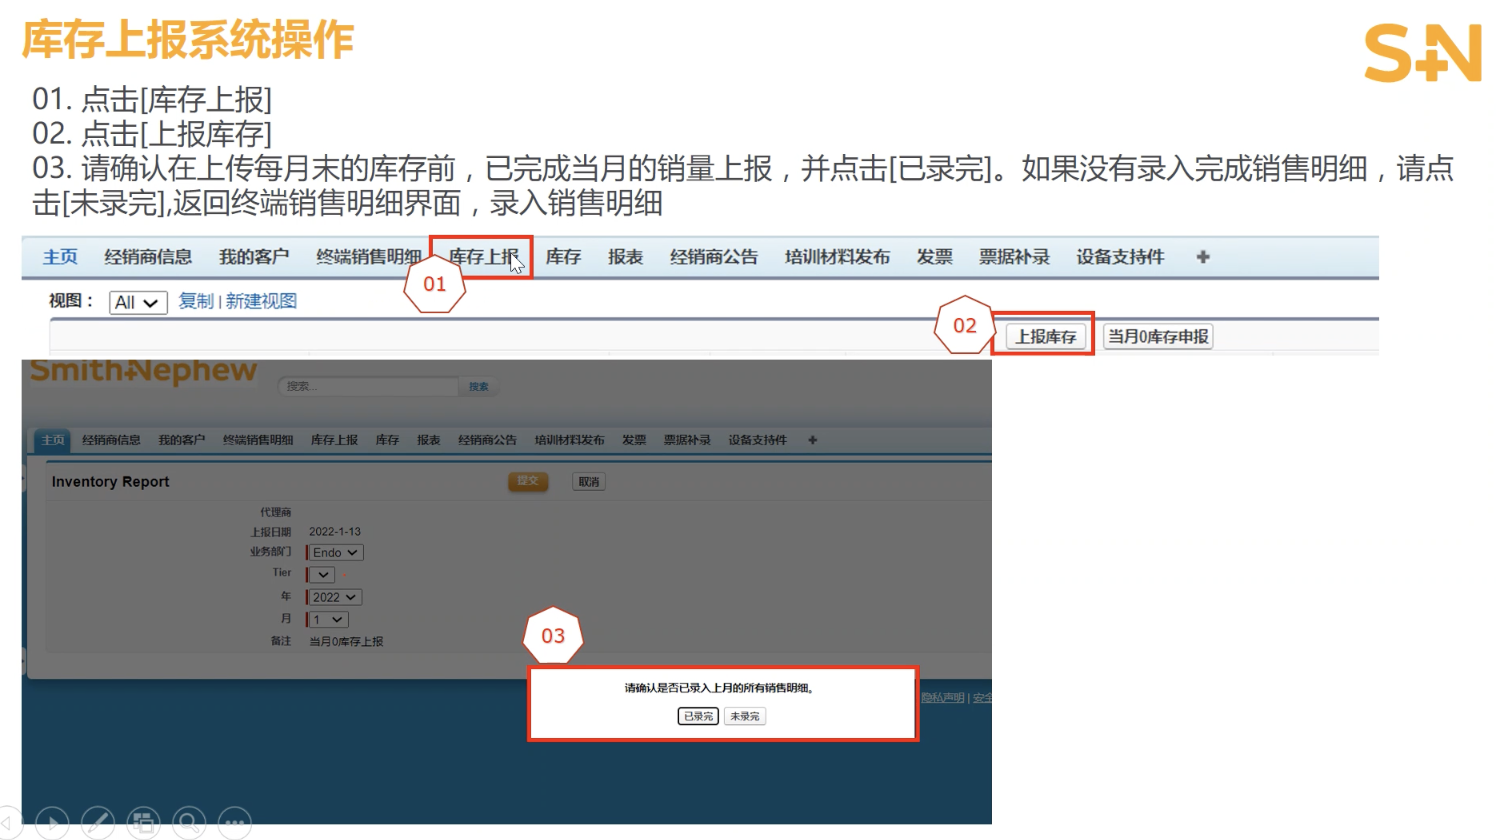 库存上报系统操作
S+N
01. 点击[库存上报]
02. 点击[上报库存]
03. 请确认在上传每月末的库存前，已完成当月的销量上报，并点击[已录完]。如果没有录入完成销售明细，请点
击[未录完],返回终端销售明细界面，录入销售明细
主页 经销商信息 我的客户 终端销售明细 库存上报 库存 报表 经销商公告 培训材料发布 发票 票据补录 设备支持件 +
01
视图： All 复制 | 新建视图
02 上报库存 当月0库存申报
Smith+Nephew
搜索... 搜索
主页 经销商信息 我的客户 终端销售明细 库存上报 库存 报表 经销商公告 培训材料发布 发票 票据补录 设备支持件 +
Inventory Report 提交 取消
代理商
上报日期 2022-1-13
业务部门 Endo
Tier
年 2022
月 1
备注 当月0库存上报
03
请确认是否已录入上月的所有销售明细。
已录完 未录完
隐私声明 | 安全